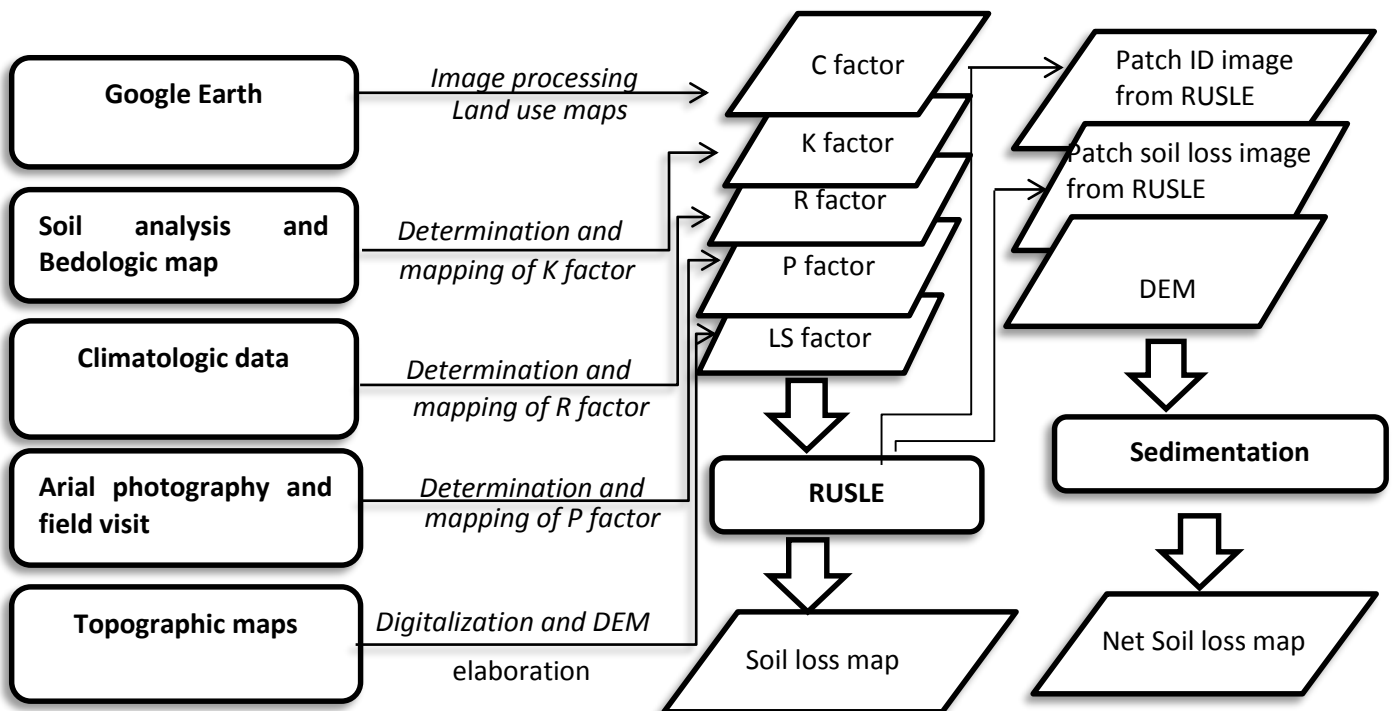 Google Earth
Image processing
Land use maps
C factor
Patch ID image
from RUSLE
Soil analysis and
Bedologic map
Determination and
mapping of K factor
K factor
Patch soil loss image
from RUSLE
Climatologic data
Determination and
mapping of R factor
R factor
DEM
Arial photography and
field visit
Determination and
mapping of P factor
P factor
Topographic maps
Digitalization and DEM
elaboration
LS factor
RUSLE
Sedimentation
Soil loss map
Net Soil loss map